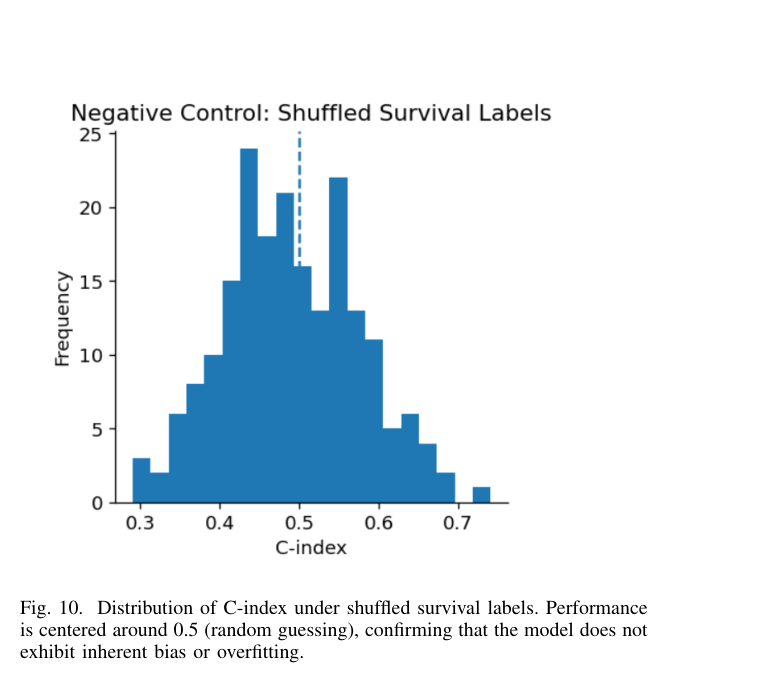 Negative Control: Shuffled Survival Labels
25
20
15
10
5
0
Frequency
0.3 0.4 0.5 0.6 0.7
C-index
Fig. 10. Distribution of C-index under shuffled survival labels. Performance
is centered around 0.5 (random guessing), confirming that the model does not
exhibit inherent bias or overfitting.